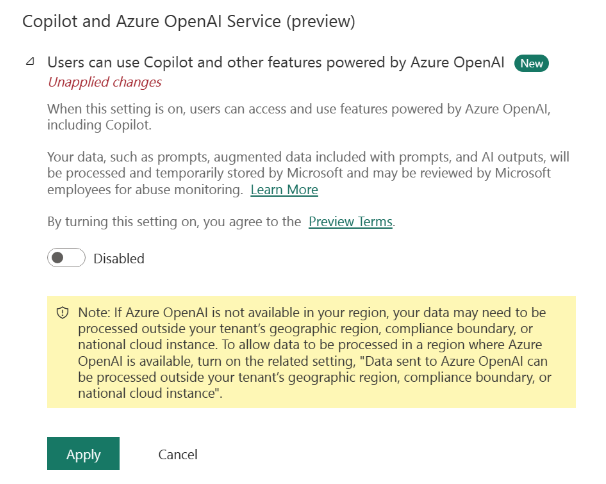 Copilot and Azure OpenAI Service (preview)
Users can use Copilot and other features powered by Azure OpenAI New
Unapplied changes
When this setting is on, users can access and use features powered by Azure OpenAI,
including Copilot.
Your data, such as prompts, augmented data included with prompts, and AI outputs, will
be processed and temporarily stored by Microsoft and may be reviewed by Microsoft
employees for abuse monitoring. Learn More
By turning this setting on, you agree to the Preview Terms.
Disabled
Note: If Azure OpenAI is not available in your region, your data may need to be
processed outside your tenant's geographic region, compliance boundary, or
national cloud instance. To allow data to be processed in a region where Azure
OpenAI is available, turn on the related setting, "Data sent to Azure OpenAI can
be processed outside your tenant's geographic region, compliance boundary, or
national cloud instance".
Apply Cancel